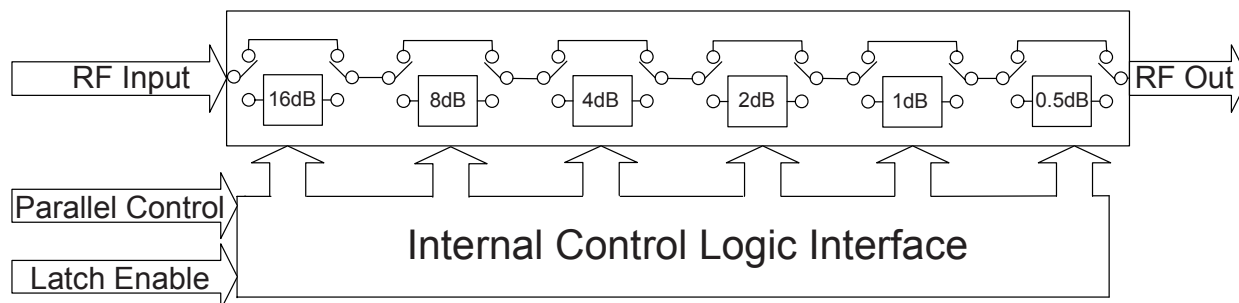 RF Input
16dB
8dB
4dB
2dB
1dB
0.5dB
RF Out
Parallel Control
Internal Control Logic Interface
Latch Enable